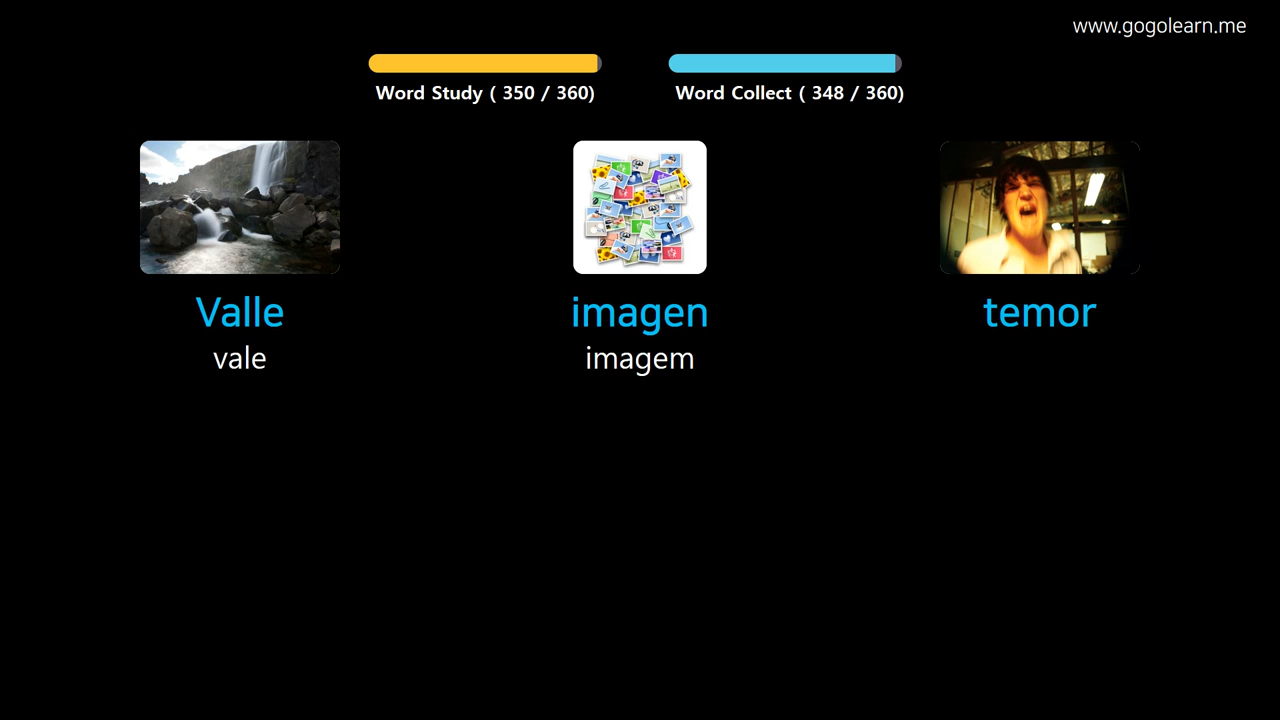 www.gogolearn.me
Word Study ( 350 / 360)
Word Collect ( 348 / 360)
Valle
vale
imagen
imagem
temor